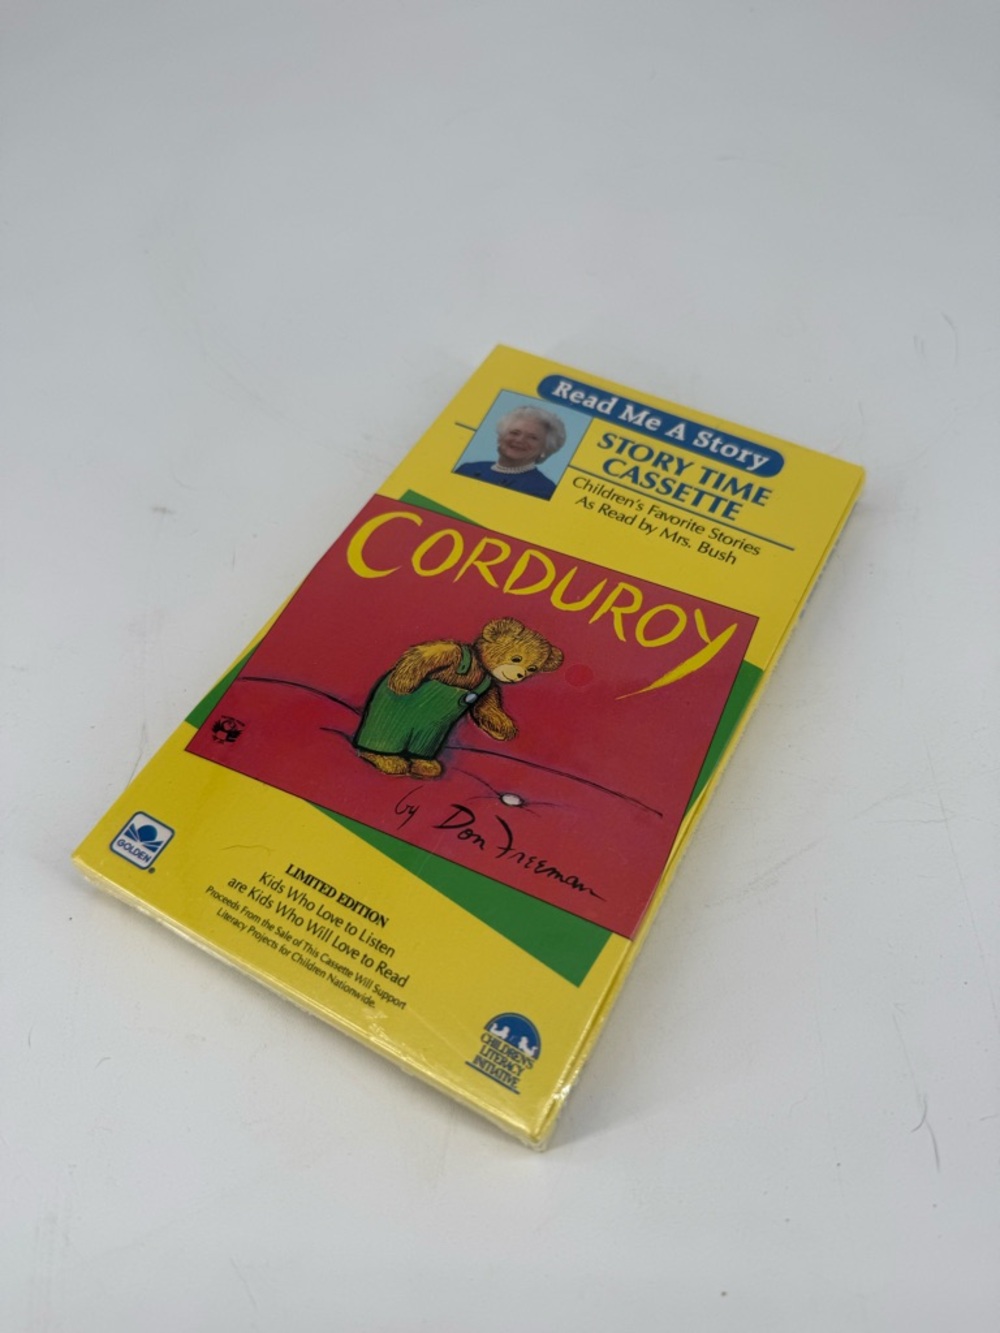 Read Me A Story
STORY TIME
CASSETTE
Children's Favorite Stories
As Read by Mrs. Bush
CORDUROY
by Don Freeman
GOLDEN
®
LIMITED EDITION
Kids Who Love to Listen
are Kids Who Will Love to Read
Proceeds From the Sale of This Cassette Will Support
Literacy Projects for Children Nationwide.
CHILDREN'S
LITERACY
INITIATIVE